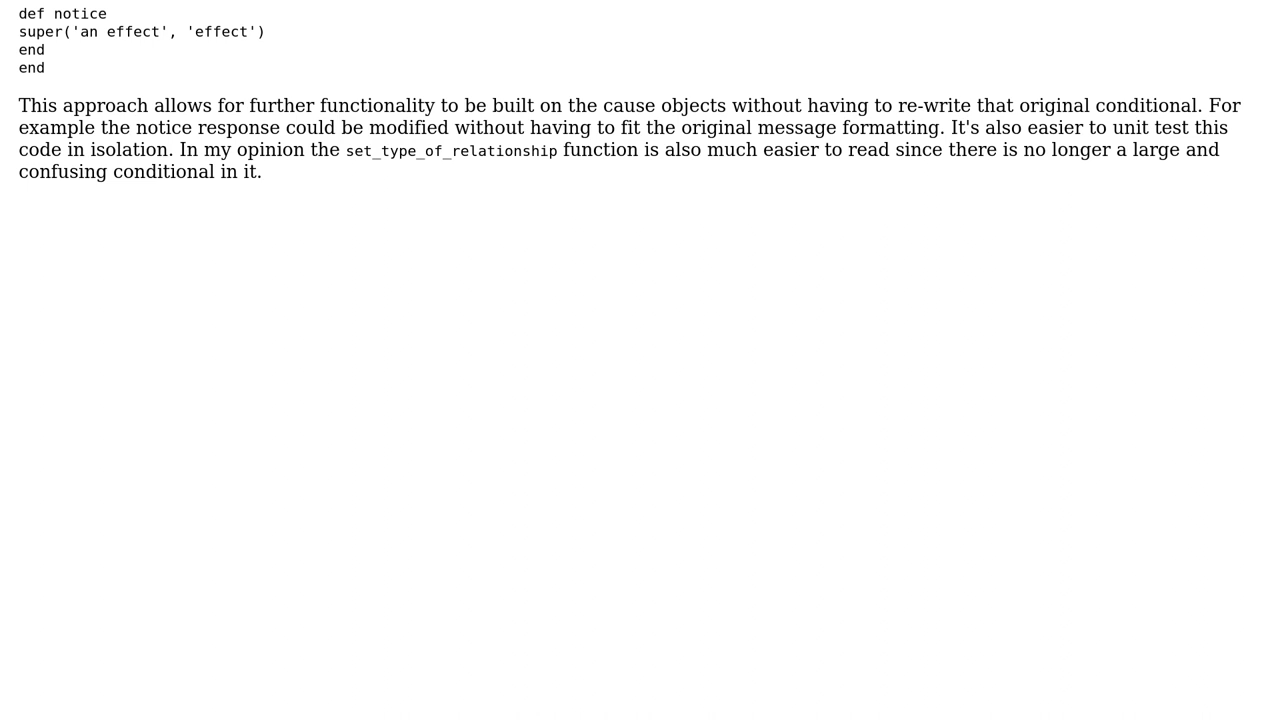 def notice
super('an effect', 'effect')
end
end
This approach allows for further functionality to be built on the cause objects without having to re-write that original conditional. For
example the notice response could be modified without having to fit the original message formatting. It's also easier to unit test this
code in isolation. In my opinion the set_type_of_relationship function is also much easier to read since there is no longer a large and
confusing conditional in it.